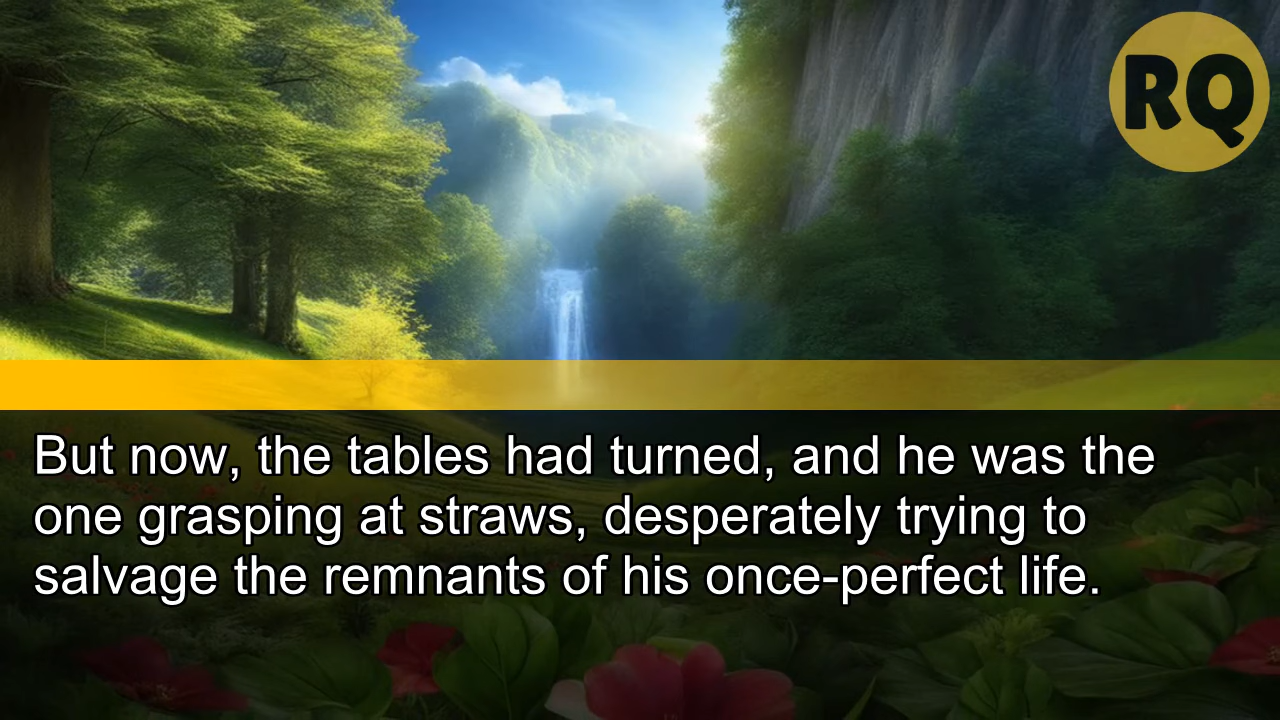 RQ
But now, the tables had turned, and he was the
one grasping at straws, desperately trying to
salvage the remnants of his once-perfect life.